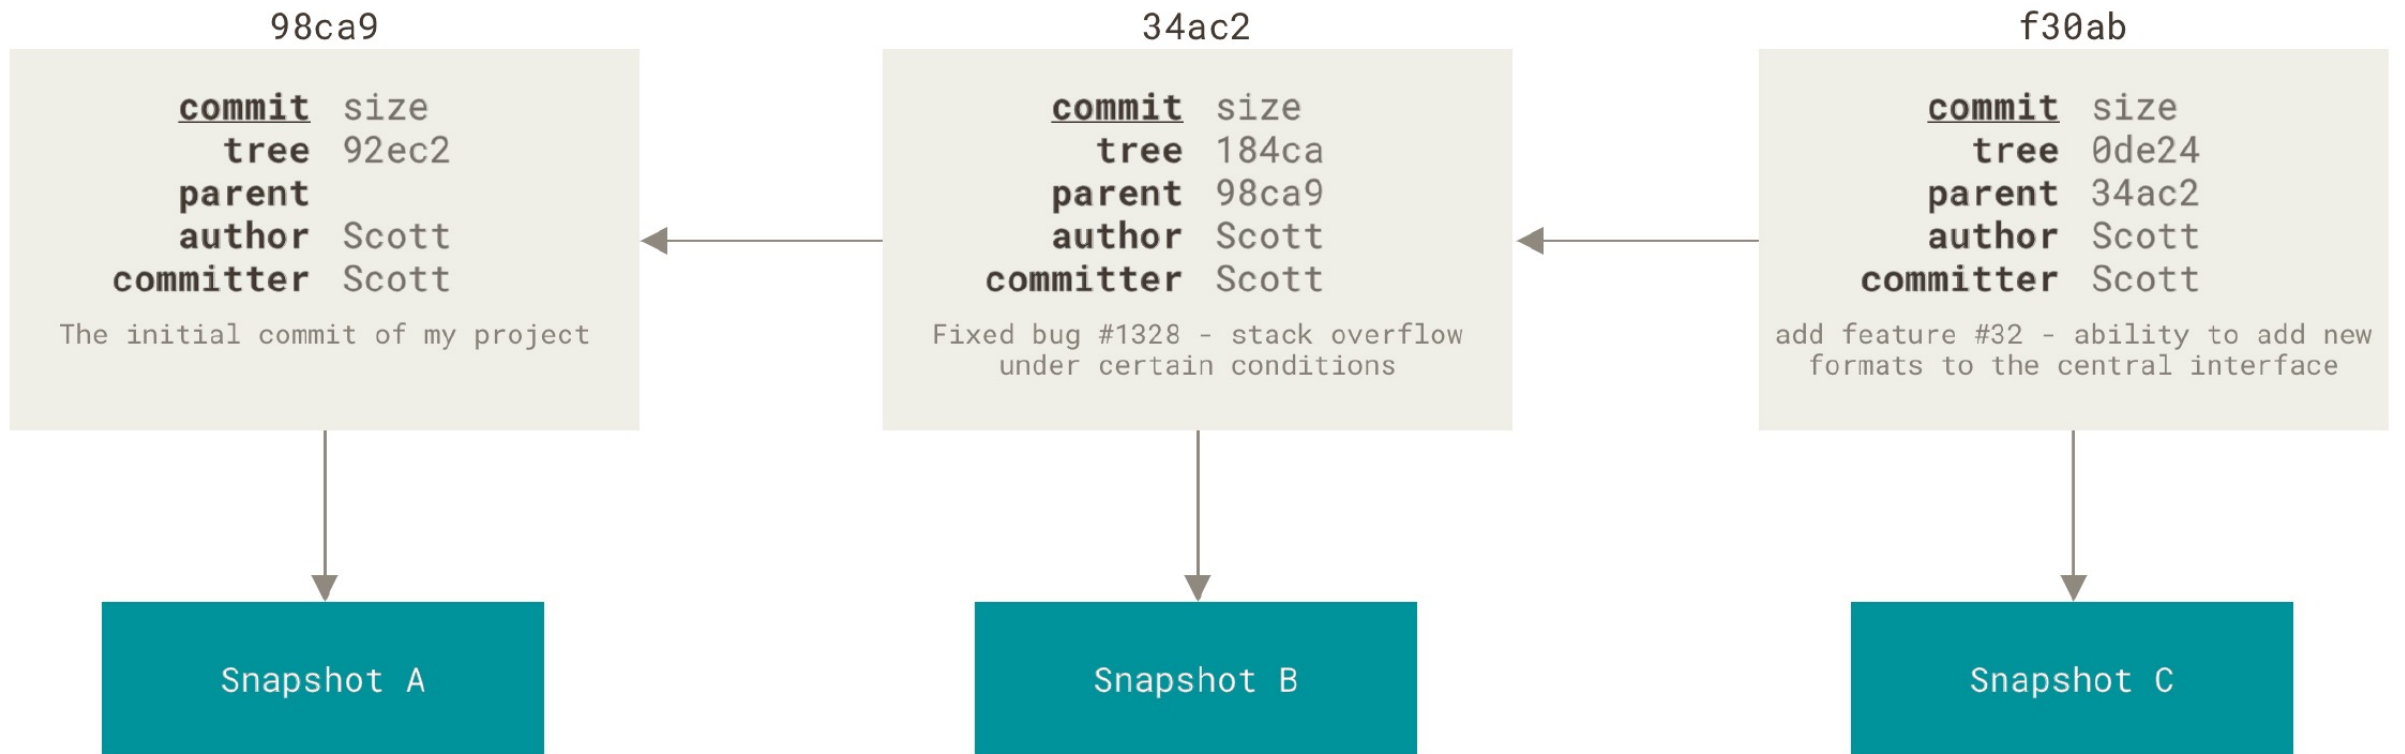 98ca9
commit size
tree 92ec2
parent
author Scott
committer Scott
The initial commit of my project
Snapshot A
34ac2
commit size
tree 184ca
parent 98ca9
author Scott
committer Scott
Fixed bug #1328 - stack overflow
under certain conditions
Snapshot B
f30ab
commit size
tree 0de24
parent 34ac2
author Scott
committer Scott
add feature #32 - ability to add new
formats to the central interface
Snapshot C